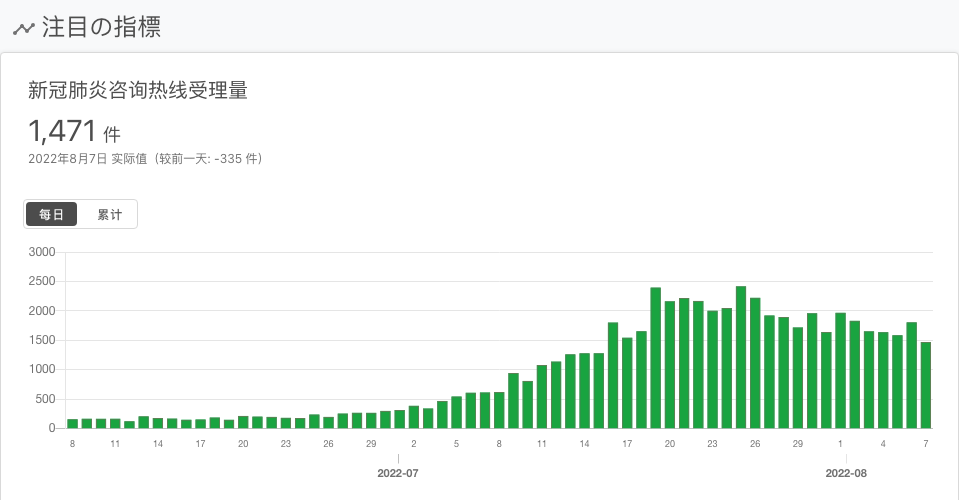 注目の指標
新冠肺炎咨询热线受理量
1,471 件
2022年8月7日 实际值（较前一天: -335 件）
每日 累计
3000
2500
2000
1500
1000
500
0
8 11 14 17 20 23 26 29 2 5 8 11 14 17 20 23 26 29 1 4 7
2022-07 2022-08